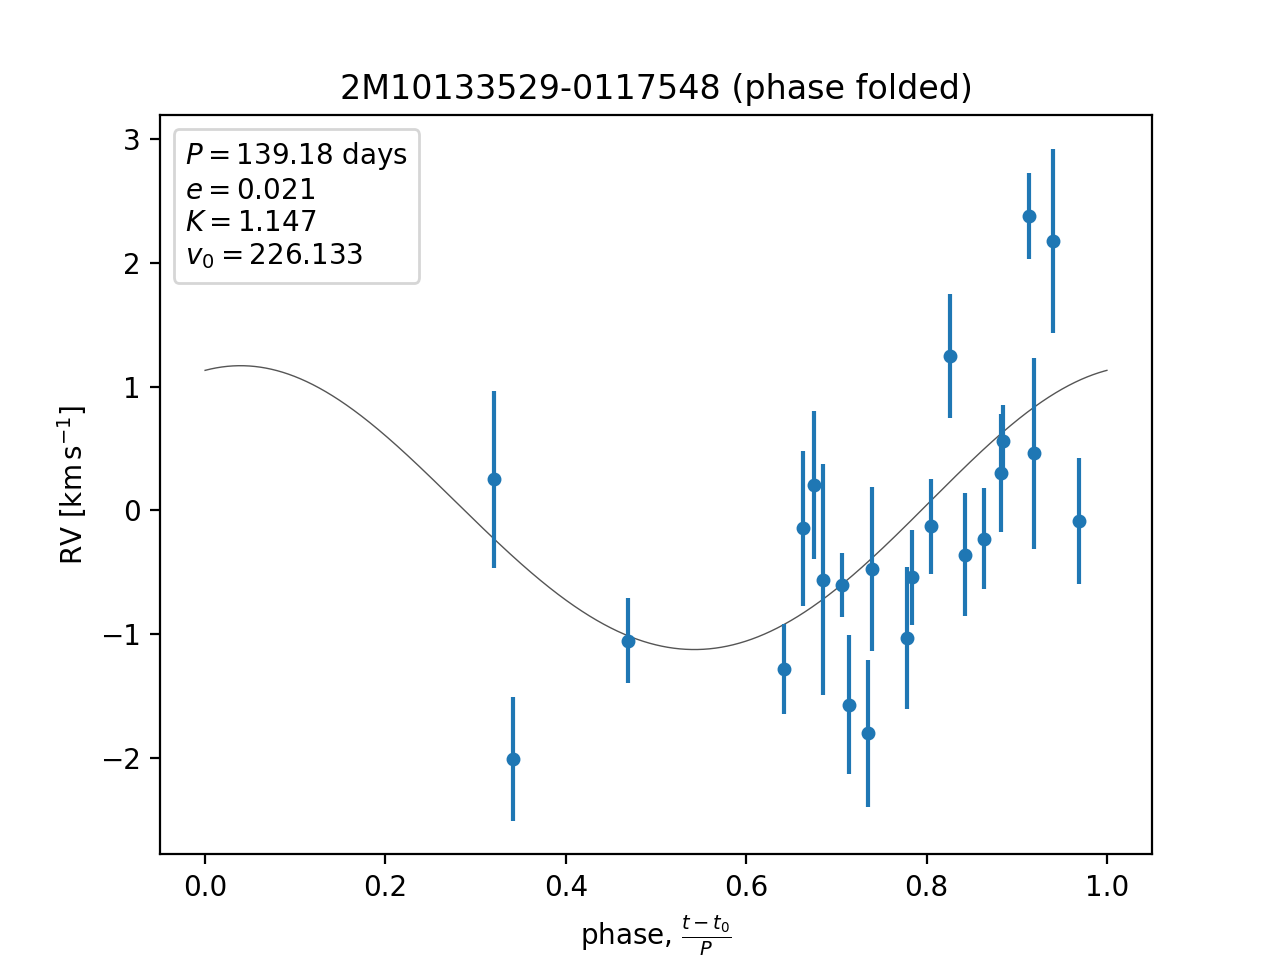 2M10133529-0117548 (phase folded)
P = 139.18 days
e = 0.021
K = 1.147
v₀ = 226.133
3
2
1
0
−1
−2
RV [km s⁻¹]
0.0 0.2 0.4 0.6 0.8 1.0
phase, (t − t₀)/P